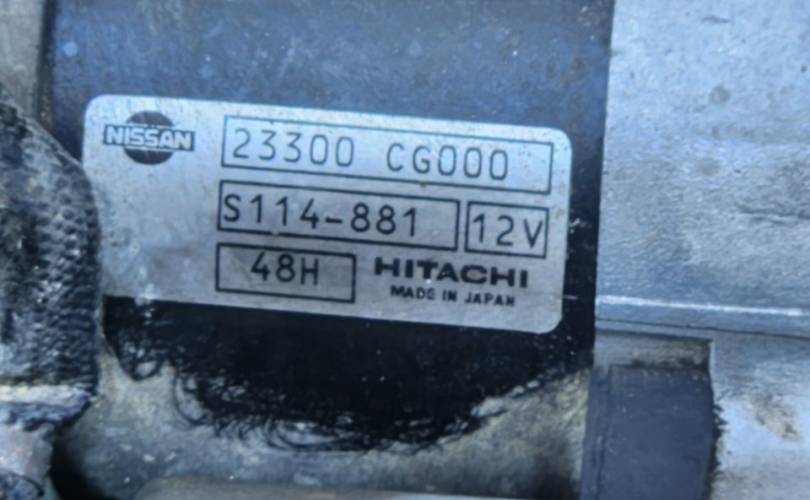 NISSAN
23300 CG000
S114-881 12V
48H HITACHI
MADE IN JAPAN